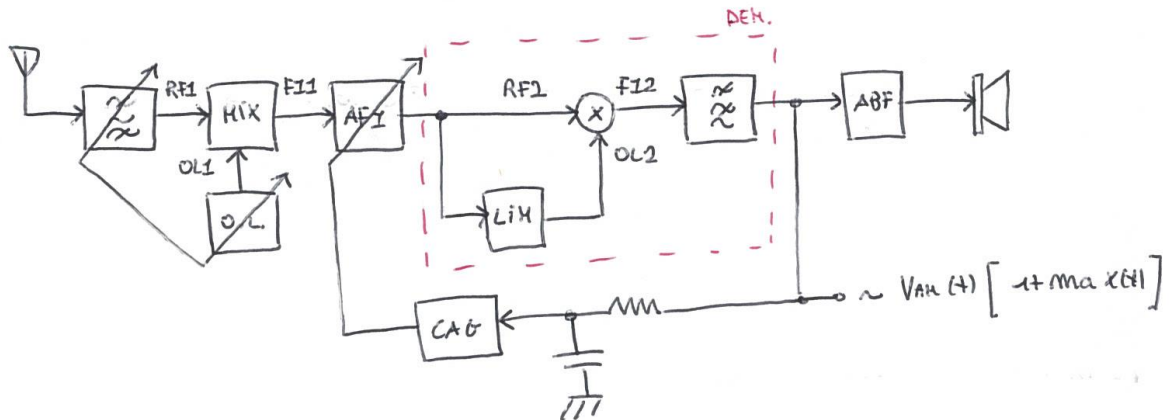 DEM.
RF1
MIX
FI1
AFI
RF2
X
FI2
ABF
OL1
OL2
O.L.
LIM
CAG
~ VAM (t) [ 1+ ma x(t) ]